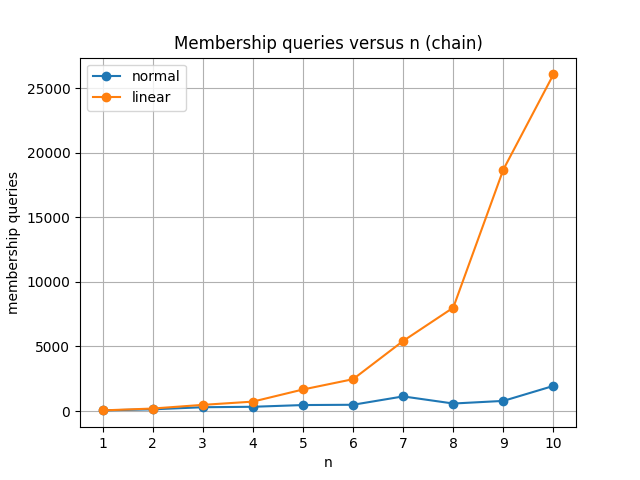 Membership queries versus n (chain)
normal
linear
membership queries
25000
20000
15000
10000
5000
0
1 2 3 4 5 6 7 8 9 10
n